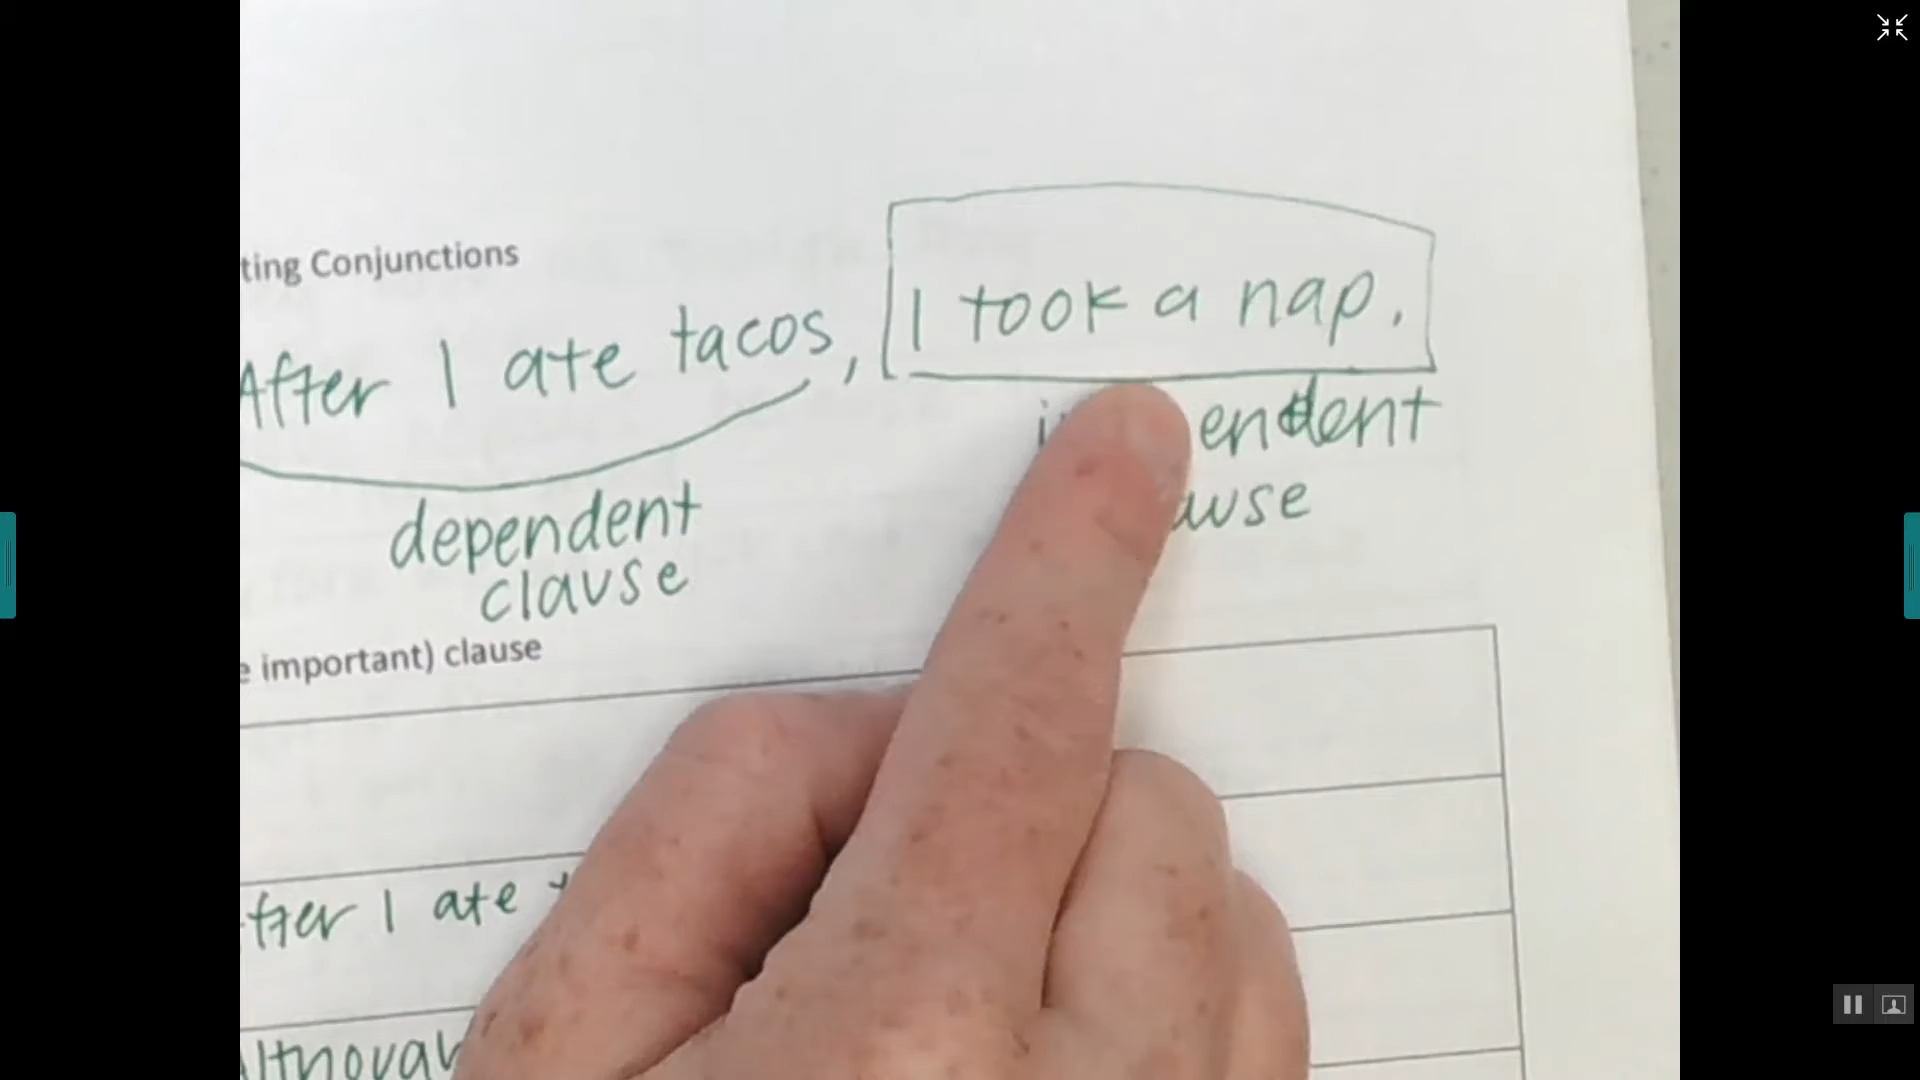 ting Conjunctions
After I ate tacos, I took a nap.
endent
dependent
clause
e important) clause
fter I ate